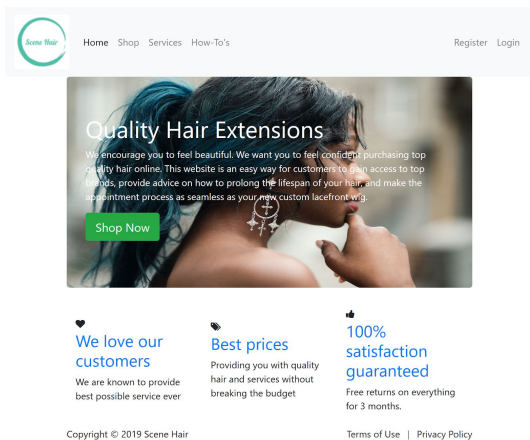 Scene Hair
Home Shop Services How-To's
Register Login
Quality Hair Extensions
We encourage you to feel beautiful. We want you to feel confident purchasing top
quality hair online. This website is an easy way for customers to gain access to top
brands, provide advice on how to prolong the lifespan of your hair, and make the
appointment process as seamless as your new custom lacefront wig.
Shop Now
We love our
customers
We are known to provide
best possible service ever
Best prices
Providing you with quality
hair and services without
breaking the budget
100%
satisfaction
guaranteed
Free returns on everything
for 3 months.
Copyright © 2019 Scene Hair
Terms of Use | Privacy Policy